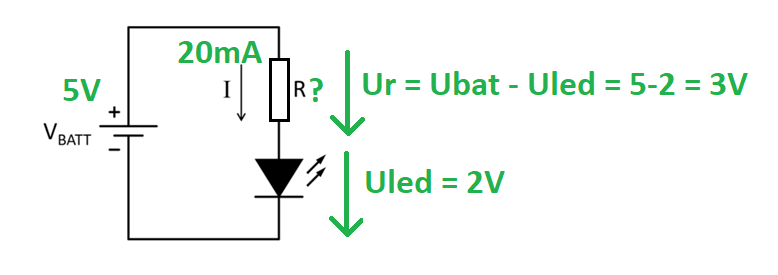 20mA
5V
+
I
R ?
Ur = Ubat - Uled = 5-2 = 3V
VBATT
−
Uled = 2V